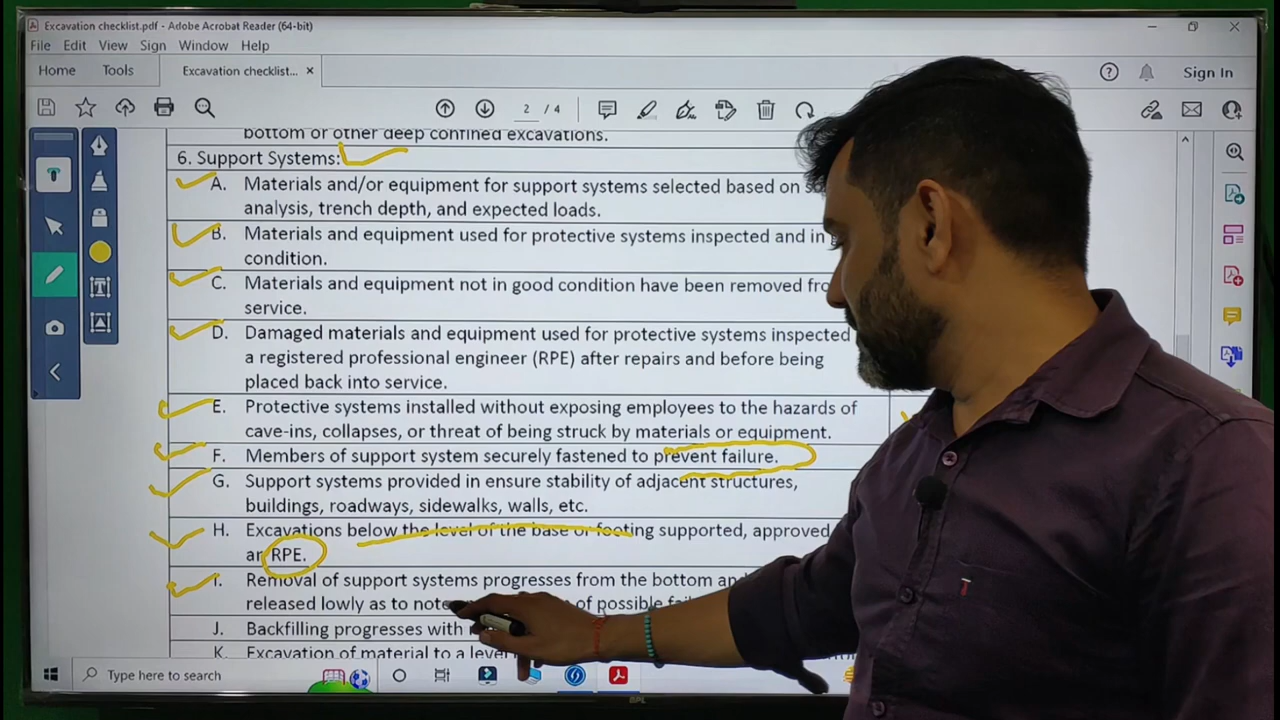 Excavation checklist.pdf - Adobe Acrobat Reader (64-bit)
File Edit View Sign Window Help
Home Tools Excavation checklist... ×
Sign In
2 / 4
bottom or other deep confined excavations.
6. Support Systems:
A. Materials and/or equipment for support systems selected based on
analysis, trench depth, and expected loads.
B. Materials and equipment used for protective systems inspected and in
condition.
C. Materials and equipment not in good condition have been removed
service.
D. Damaged materials and equipment used for protective systems inspected
a registered professional engineer (RPE) after repairs and before being
placed back into service.
E. Protective systems installed without exposing employees to the hazards of
cave-ins, collapses, or threat of being struck by materials or equipment.
F. Members of support system securely fastened to prevent failure.
G. Support systems provided in ensure stability of adjacent structures,
buildings, roadways, sidewalks, walls, etc.
H. Excavations below the level of the base or footing supported, approved
an RPE.
I. Removal of support systems progresses from the bottom and
released lowly as to note of possible
J. Backfilling progresses with
K. Excavation of material to a level
Type here to search